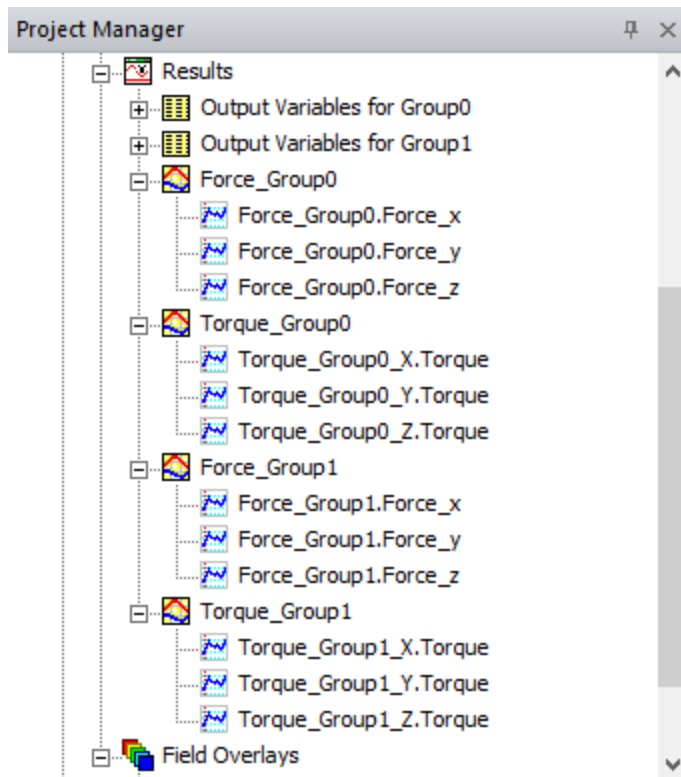 Project Manager
Results
Output Variables for Group0
Output Variables for Group1
Force_Group0
Force_Group0.Force_x
Force_Group0.Force_y
Force_Group0.Force_z
Torque_Group0
Torque_Group0_X.Torque
Torque_Group0_Y.Torque
Torque_Group0_Z.Torque
Force_Group1
Force_Group1.Force_x
Force_Group1.Force_y
Force_Group1.Force_z
Torque_Group1
Torque_Group1_X.Torque
Torque_Group1_Y.Torque
Torque_Group1_Z.Torque
Field Overlays